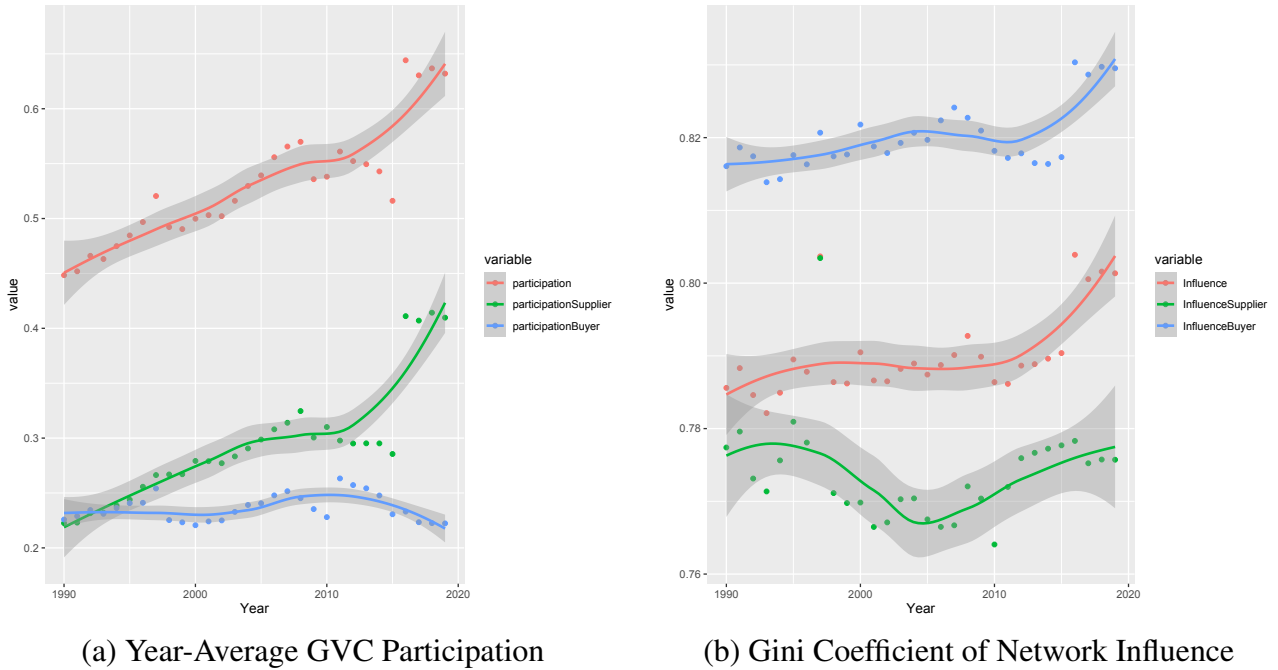 0.6
0.5
0.4
0.3
0.2
value
1990
2000
2010
2020
Year
variable
participation
participationSupplier
participationBuyer
(a) Year-Average GVC Participation
0.82
0.80
0.78
0.76
value
1990
2000
2010
2020
Year
variable
Influence
InfluenceSupplier
InfluenceBuyer
(b) Gini Coefficient of Network Influence